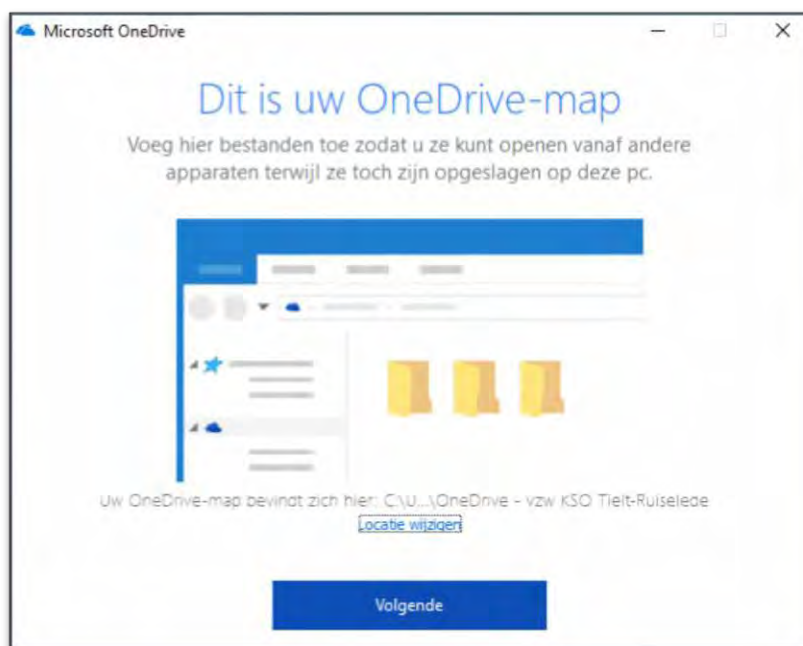 Microsoft OneDrive
Dit is uw OneDrive-map
Voeg hier bestanden toe zodat u ze kunt openen vanaf andere
apparaten terwijl ze toch zijn opgeslagen op deze pc.
Uw OneDrive-map bevindt zich hier: C:\U...\OneDrive - vzw KSO Tielt-Ruiselede
Locatie wijzigen
Volgende